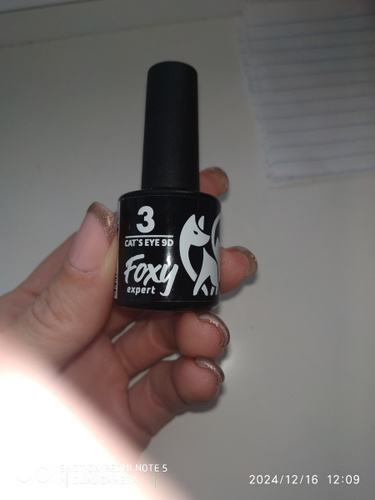 3
CAT'S EYE 9D
Foxy
expert
2024/12/16 12:09